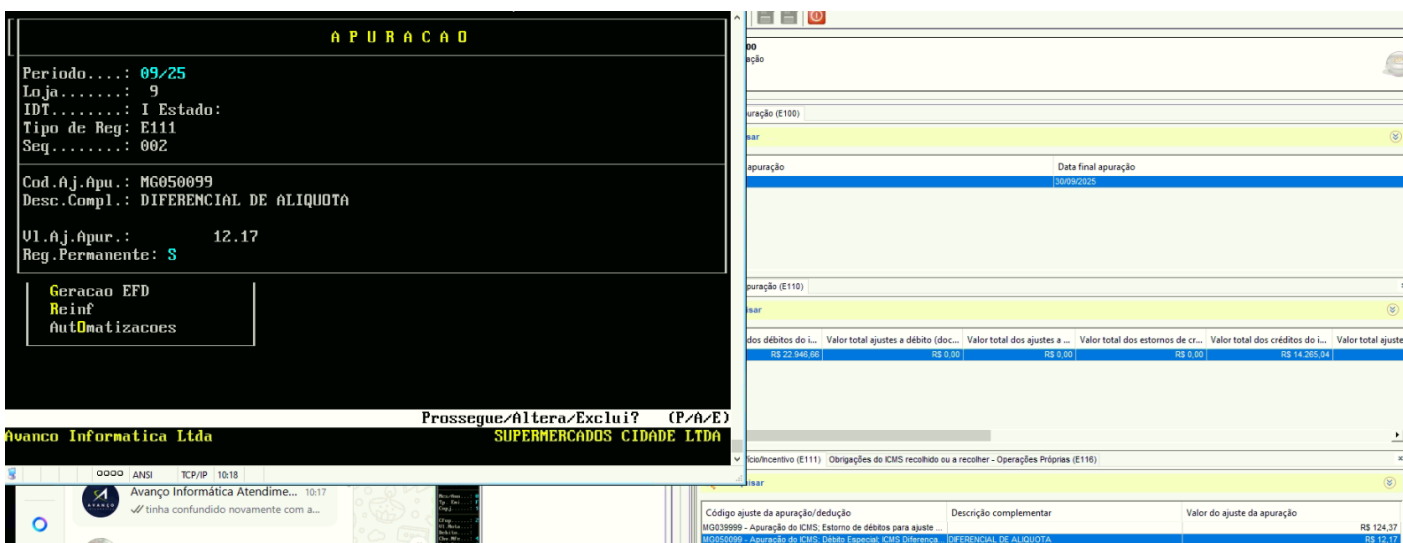 A P U R A C A O
Periodo....: 09/25
Loja.......: 9
IDT........: I Estado:
Tipo de Reg: E111
Seq........: 002
Cod.Aj.Apu.: MG050099
Desc.Compl.: DIFERENCIAL DE ALIQUOTA
Vl.Aj.Apur.: 12.17
Reg.Permanente: S
Geracao EFD
Reinf
AutOmatizacoes
Prossegue/Altera/Exclui? (P/A/E)
Avanco Informatica Ltda SUPERMERCADOS CIDADE LTDA
ANSI TCP/IP 10:18
Avanço Informática Atendime... 10:17
tinha confundido novamente com a...
AVANÇO
00
ação
uração (E100)
sar
apuração Data final apuração
30/09/2025
puração (E110)
isar
dos débitos do i... Valor total ajustes a débito (doc... Valor total dos ajustes a ... Valor total dos estornos de cr... Valor total dos créditos do i... Valor total ajuste
R$ 22.946,66 R$ 0,00 R$ 0,00 R$ 0,00 R$ 14.265,04
fício/Incentivo (E111) Obrigações do ICMS recolhido ou a recolher - Operações Próprias (E116)
isar
Código ajuste da apuração/dedução Descrição complementar Valor do ajuste da apuração
MG039999 - Apuração do ICMS; Estorno de débitos para ajuste ... R$ 124,37
MG050099 - Apuração do ICMS; Débito Especial; ICMS Diferença... DIFERENCIAL DE ALIQUOTA R$ 12,17